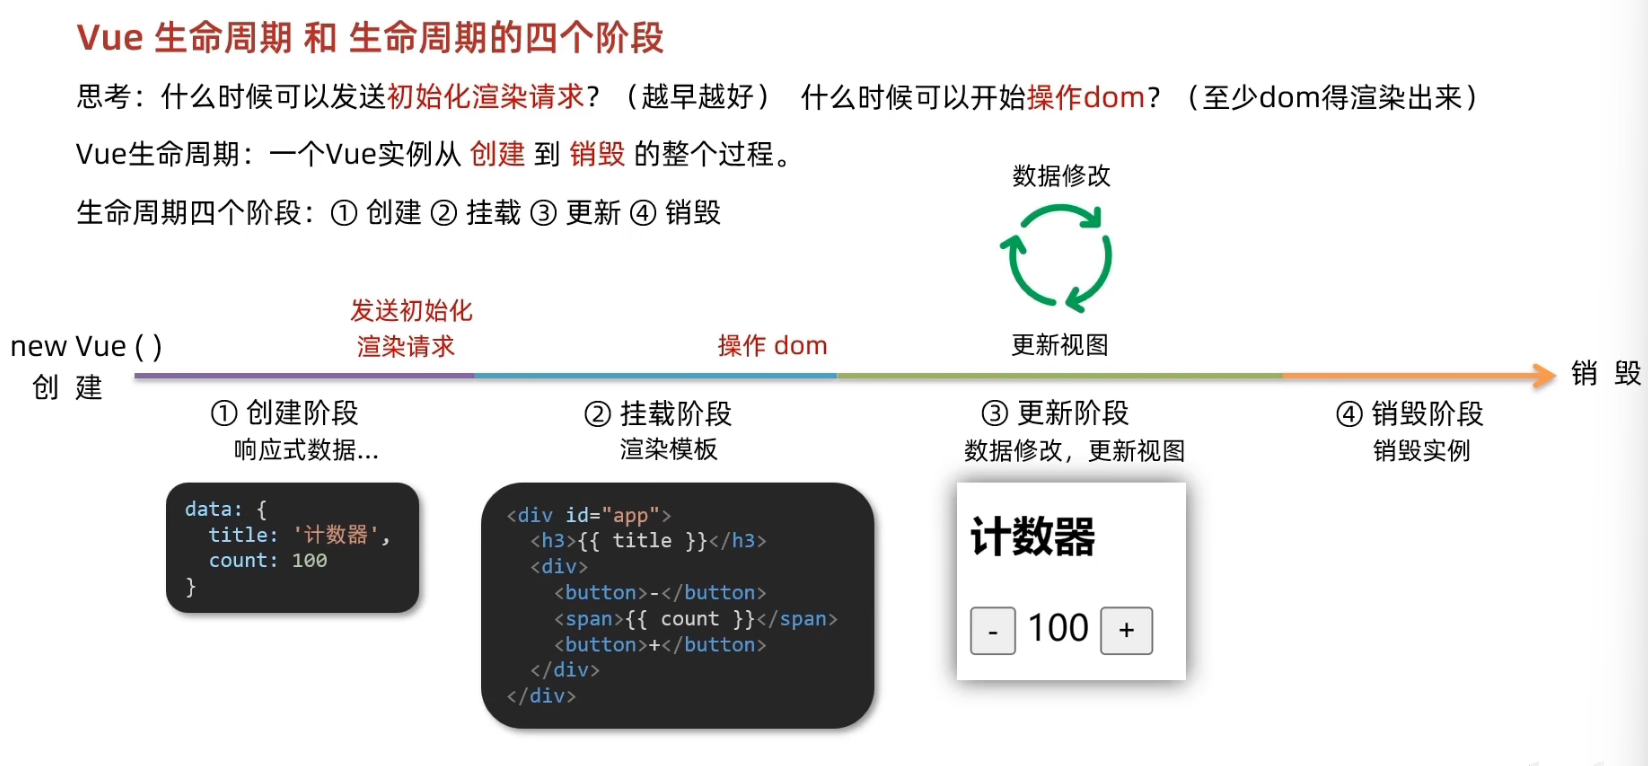 Vue 生命周期 和 生命周期的四个阶段
思考：什么时候可以发送初始化渲染请求？（越早越好） 什么时候可以开始操作dom？（至少dom得渲染出来）
Vue生命周期：一个Vue实例从 创建 到 销毁 的整个过程。
生命周期四个阶段：① 创建 ② 挂载 ③ 更新 ④ 销毁
数据修改
更新视图
发送初始化
渲染请求
操作 dom
new Vue ( )
创 建
销 毁
① 创建阶段
响应式数据...
② 挂载阶段
渲染模板
③ 更新阶段
数据修改，更新视图
④ 销毁阶段
销毁实例
data: {
  title: '计数器',
  count: 100
}
<div id="app">
  <h3>{{ title }}</h3>
  <div>
    <button>-</button>
    <span>{{ count }}</span>
    <button>+</button>
  </div>
</div>
计数器
- 100 +